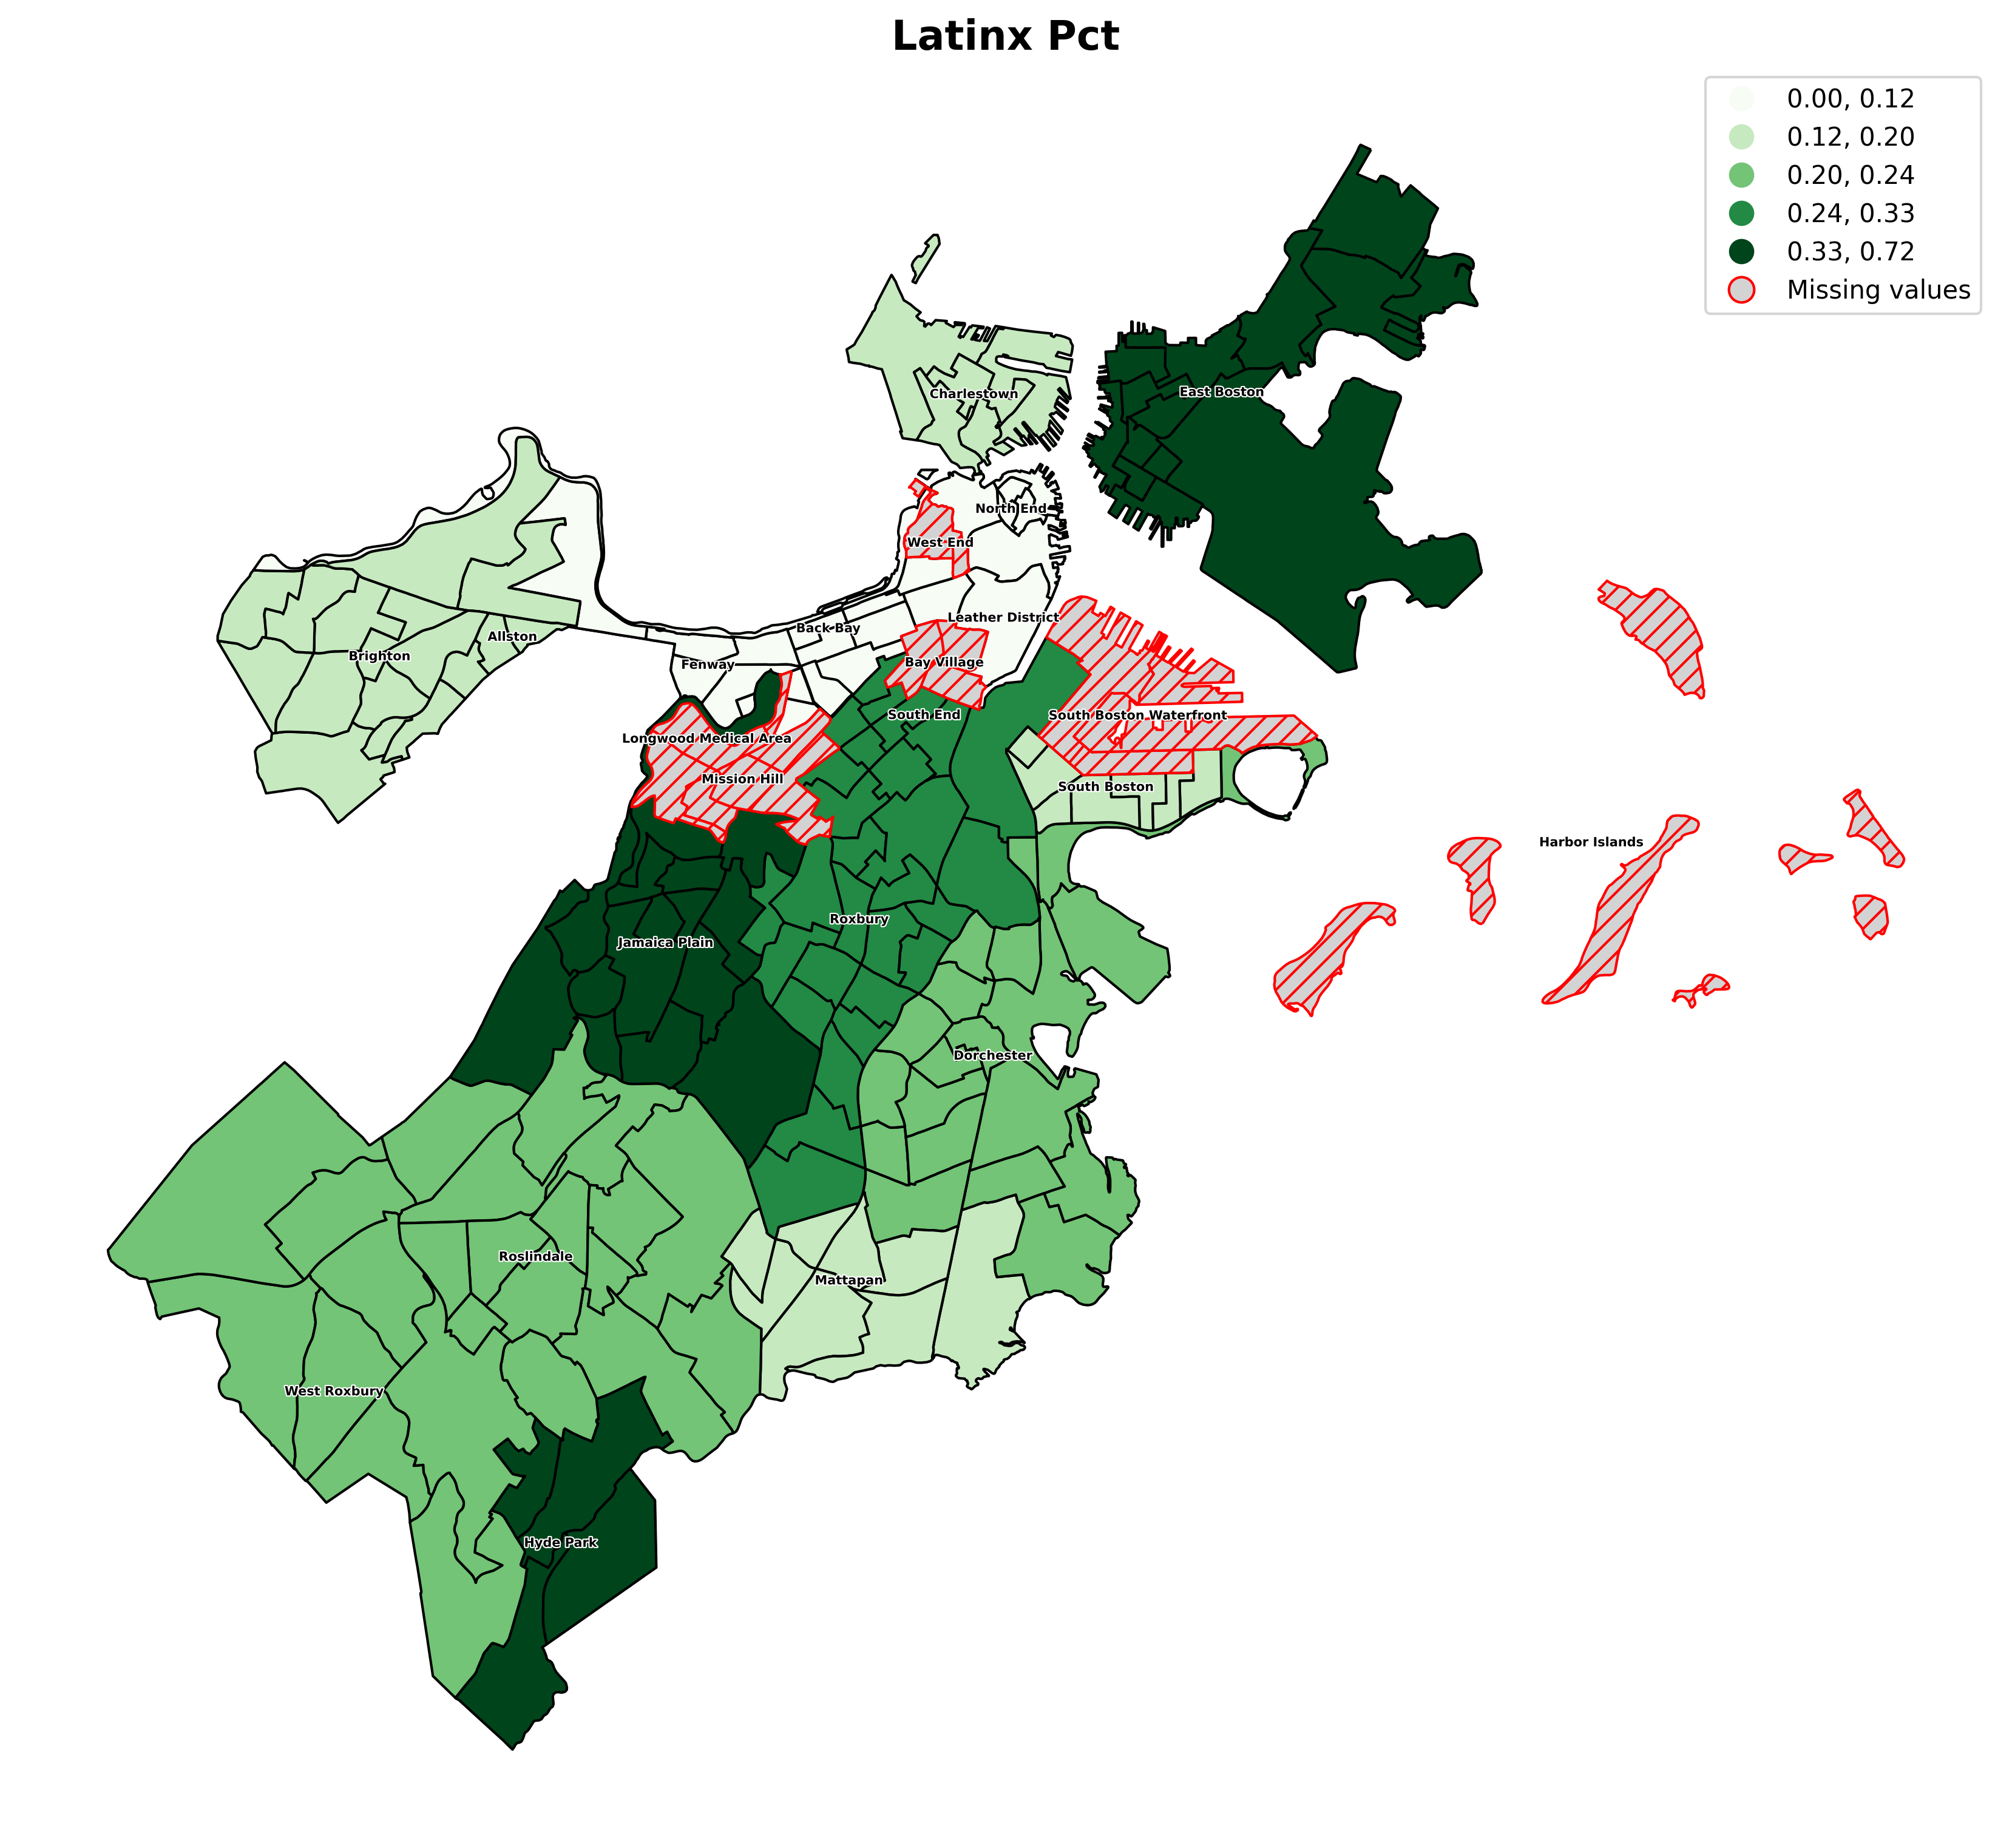 Latinx Pct
0.00, 0.12
0.12, 0.20
0.20, 0.24
0.24, 0.33
0.33, 0.72
Missing values
Charlestown
East Boston
North End
West End
Leather District
Back Bay
Allston
Brighton
Fenway
Bay Village
South End
South Boston Waterfront
Longwood Medical Area
Mission Hill
South Boston
Harbor Islands
Roxbury
Jamaica Plain
Dorchester
Roslindale
Mattapan
West Roxbury
Hyde Park